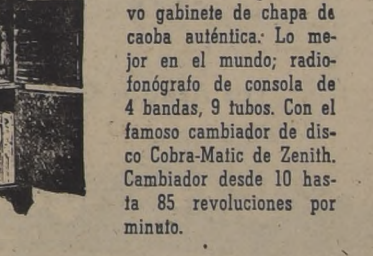 vo gabinete de chapa de
caoba auténtica. Lo me-
jor en el mundo; radio-
fonógrafo de consola de
4 bandas, 9 tubos. Con el
famoso cambiador de dis-
co Cobra-Matic de Zenith.
Cambiador desde 10 has-
ta 85 revoluciones por
minuto.